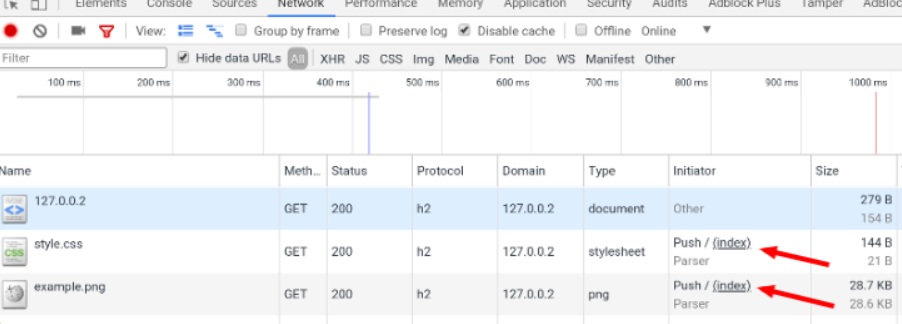 Elements Console Sources Network Performance Memory Application Security Audits Adblock Plus Tamper AdBloc
View: Group by frame Preserve log Disable cache Offline Online
Filter Hide data URLs All XHR JS CSS Img Media Font Doc WS Manifest Other
100 ms 200 ms 300 ms 400 ms 500 ms 600 ms 700 ms 800 ms 900 ms 1000 ms
Name Meth... Status Protocol Domain Type Initiator Size
127.0.0.2 GET 200 h2 127.0.0.2 document Other 279 B
154 B
CSS style.css GET 200 h2 127.0.0.2 stylesheet Push / (index) 144 B
Parser 21 B
example.png GET 200 h2 127.0.0.2 png Push / (index) 28.7 KB
Parser 28.6 KB